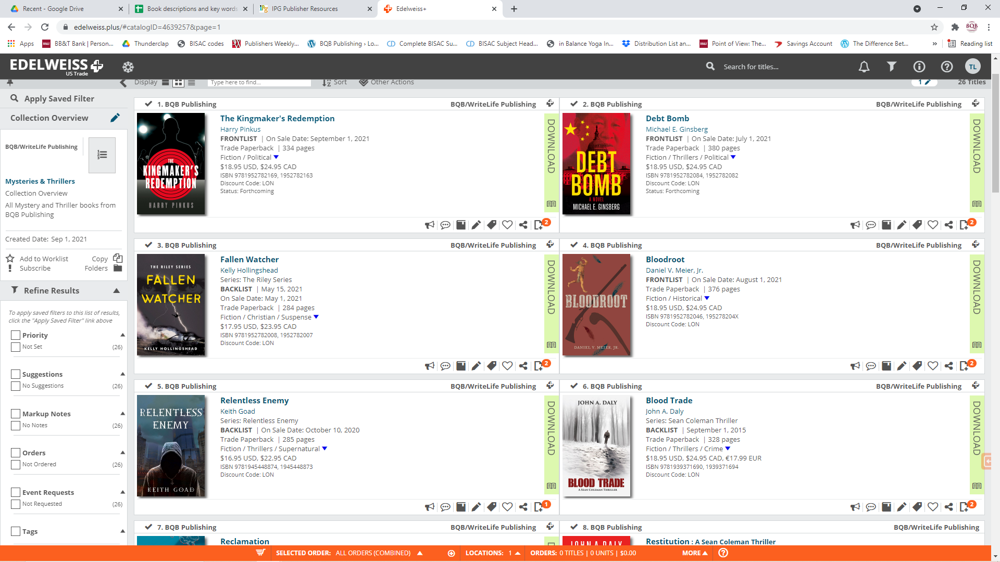 Recent - Google Drive
Book descriptions and key words
IPG Publisher Resources
Edelweiss+
edelweiss.plus/#catalogID=4639257&page=1
Apps
BB&T Bank | Person...
Thunderclap
BISAC codes
Publishers Weekly...
BQB Publishing › Lo...
Complete BISAC Su...
BISAC Subject Head...
in Balance Yoga In...
Distribution List an...
Point of View: The...
Savings Account
The Difference Bet...
Reading list
EDELWEISS
US Trade
Search for titles...
TL
Display
Type here to find...
Sort
Other Actions
1
26 Titles
Apply Saved Filter
Collection Overview
BQB/WriteLife Publishing
Mysteries & Thrillers
Collection Overview
All Mystery and Thriller books from
BQB Publishing
Created Date: Sep 1, 2021
Add to Worklist
Copy
Subscribe
Folders
Refine Results
To apply saved filters to this list of results,
click the "Apply Saved Filter" link above
Priority
Not Set (26)
Suggestions
No Suggestions (26)
Markup Notes
No Notes (26)
Orders
Not Ordered (26)
Event Requests
Not Requested (26)
Tags
1. BQB Publishing
BQB/WriteLife Publishing
THE
KINGMAKER'S
REDEMPTION
HARRY PINKUS
The Kingmaker's Redemption
Harry Pinkus
FRONTLIST | On Sale Date: September 1, 2021
Trade Paperback | 334 pages
Fiction / Political
$18.95 USD, $24.95 CAD
ISBN 9781952782169, 1952782163
Discount Code: LON
Status: Forthcoming
DOWNLOAD
2
2. BQB Publishing
BQB/WriteLife Publishing
DEBT
BOMB
A NOVEL
MICHAEL E. GINSBERG
Debt Bomb
Michael E. Ginsberg
FRONTLIST | On Sale Date: July 1, 2021
Trade Paperback | 380 pages
Fiction / Thrillers / Political
$18.95 USD, $24.95 CAD
ISBN 9781952782084, 1952782082
Discount Code: LON
Status: Forthcoming
DOWNLOAD
2
3. BQB Publishing
BQB/WriteLife Publishing
THE RILEY SERIES
FALLEN
WATCHER
KELLY HOLLINGSHEAD
Fallen Watcher
Kelly Hollingshead
Series: The Riley Series
BACKLIST | May 15, 2021
On Sale Date: May 1, 2021
Trade Paperback | 284 pages
Fiction / Christian / Suspense
$17.95 USD, $23.95 CAD
ISBN 9781952782008, 1952782007
Discount Code: LON
DOWNLOAD
2
4. BQB Publishing
BQB/WriteLife Publishing
BLOODROOT
DANIEL V. MEIER, JR.
Bloodroot
Daniel V. Meier, Jr.
FRONTLIST | On Sale Date: August 1, 2021
Trade Paperback | 376 pages
Fiction / Historical
$18.95 USD, $24.95 CAD
ISBN 9781952782046, 195278204X
Discount Code: LON
DOWNLOAD
2
5. BQB Publishing
BQB/WriteLife Publishing
RELENTLESS
ENEMY
KEITH GOAD
Relentless Enemy
Keith Goad
Series: Relentless Enemy
BACKLIST | On Sale Date: October 10, 2020
Trade Paperback | 285 pages
Fiction / Thrillers / Supernatural
$16.95 USD, $22.95 CAD
ISBN 9781945448874, 1945448873
Discount Code: LON
DOWNLOAD
1
6. BQB Publishing
BQB/WriteLife Publishing
JOHN A. DALY
BLOOD TRADE
A SEAN COLEMAN THRILLER
Blood Trade
John A. Daly
Series: Sean Coleman Thriller
BACKLIST | September 1, 2015
Trade Paperback | 328 pages
Fiction / Thrillers / Crime
$18.95 USD, $24.95 CAD, €17.99 EUR
ISBN 9781939371690, 1939371694
Discount Code: LON
DOWNLOAD
2
7. BQB Publishing
BQB/WriteLife Publishing
Reclamation
8. BQB Publishing
BQB/WriteLife Publishing
JOHN A. DALY
Restitution : A Sean Coleman Thriller
SELECTED ORDER: ALL ORDERS (COMBINED)
LOCATIONS: 1
ORDERS: 0 TITLES | 0 UNITS | $0.00
MORE